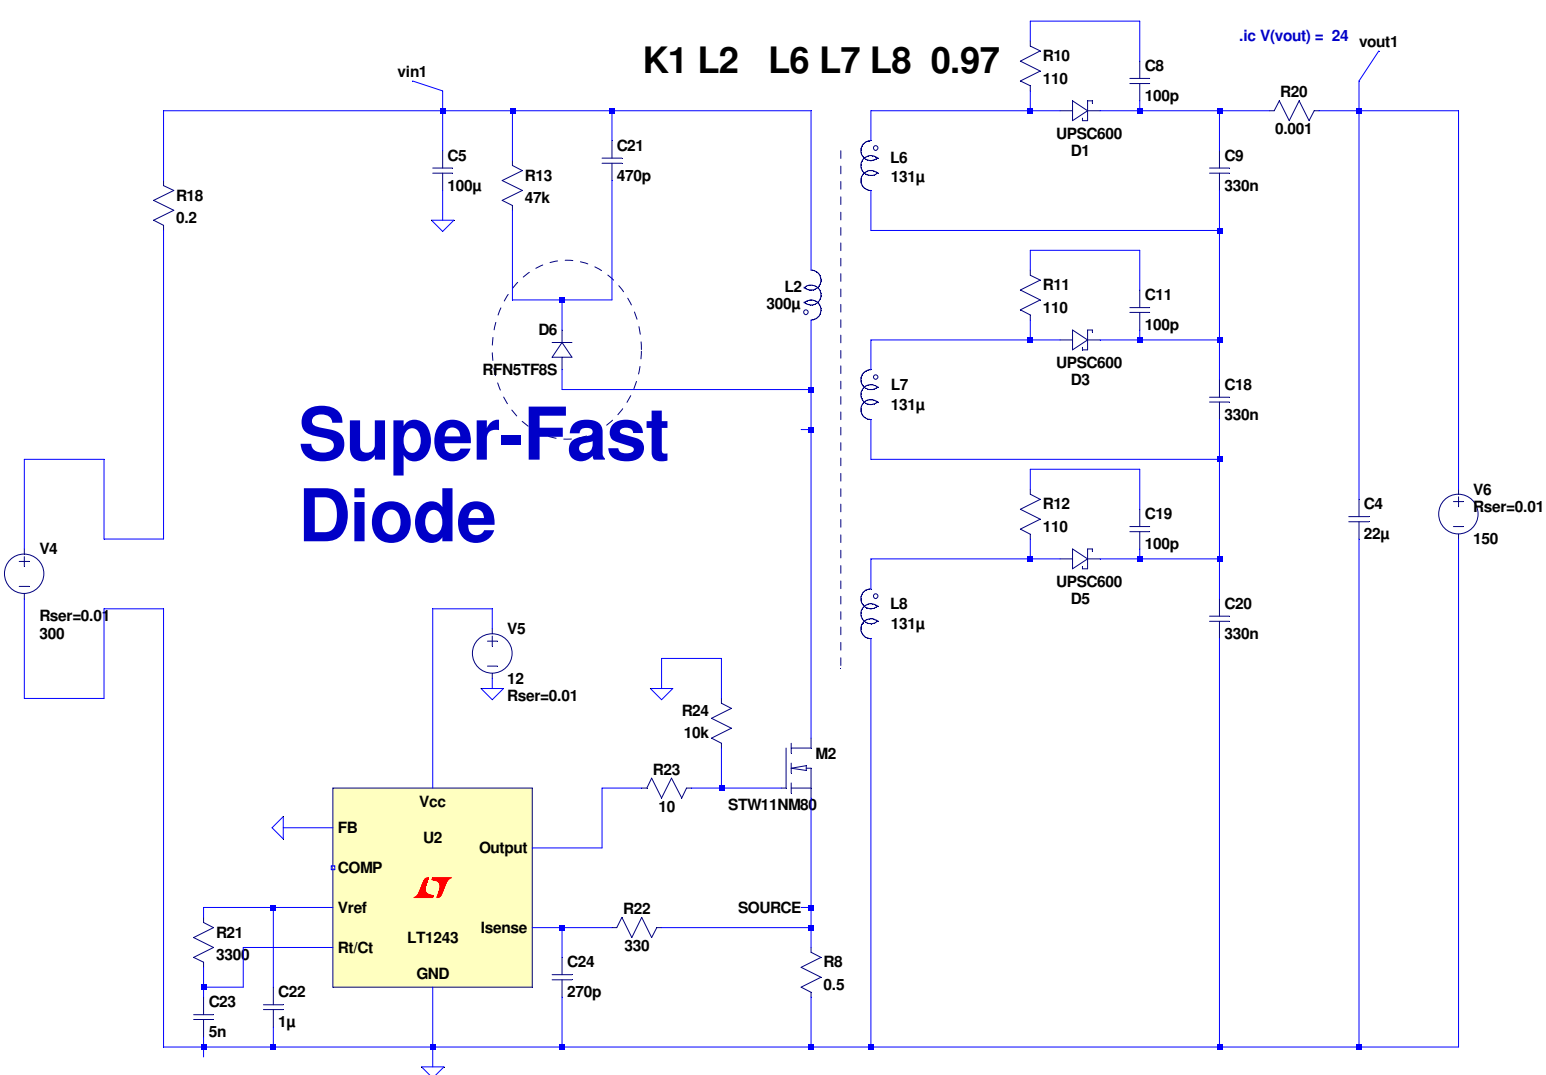 K1 L2 L6 L7 L8 0.97
.ic V(vout) = 24
vout1
vin1
R10
110
C8
100p
UPSC600
D1
R20
0.001
C5
100µ
R13
47k
C21
470p
L6
131µ
C9
330n
R18
0.2
L2
300µ
R11
110
C11
100p
UPSC600
D3
D6
RFN5TF8S
L7
131µ
C18
330n
Super-Fast
Diode
R12
110
C19
100p
UPSC600
D5
C4
22µ
V6
Rser=0.01
150
V4
Rser=0.01
300
L8
131µ
C20
330n
V5
12
Rser=0.01
R24
10k
R23
10
M2
STW11NM80
Vcc
FB
U2
Output
COMP
Vref
Isense
LT1243
Rt/Ct
GND
SOURCE
R22
330
R21
3300
C24
270p
R8
0.5
C23
5n
C22
1µ